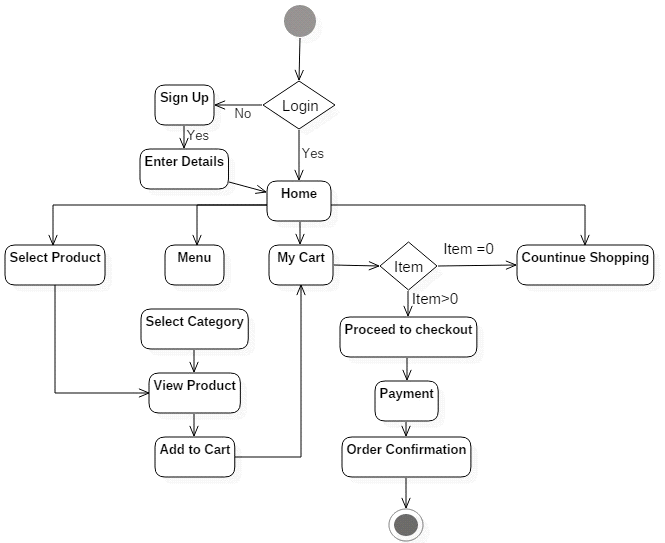 Login
Sign Up
No
Yes
Yes
Enter Details
Home
Select Product
Menu
My Cart
Item
Item =0
Countinue Shopping
Item>0
Select Category
Proceed to checkout
View Product
Payment
Add to Cart
Order Confirmation